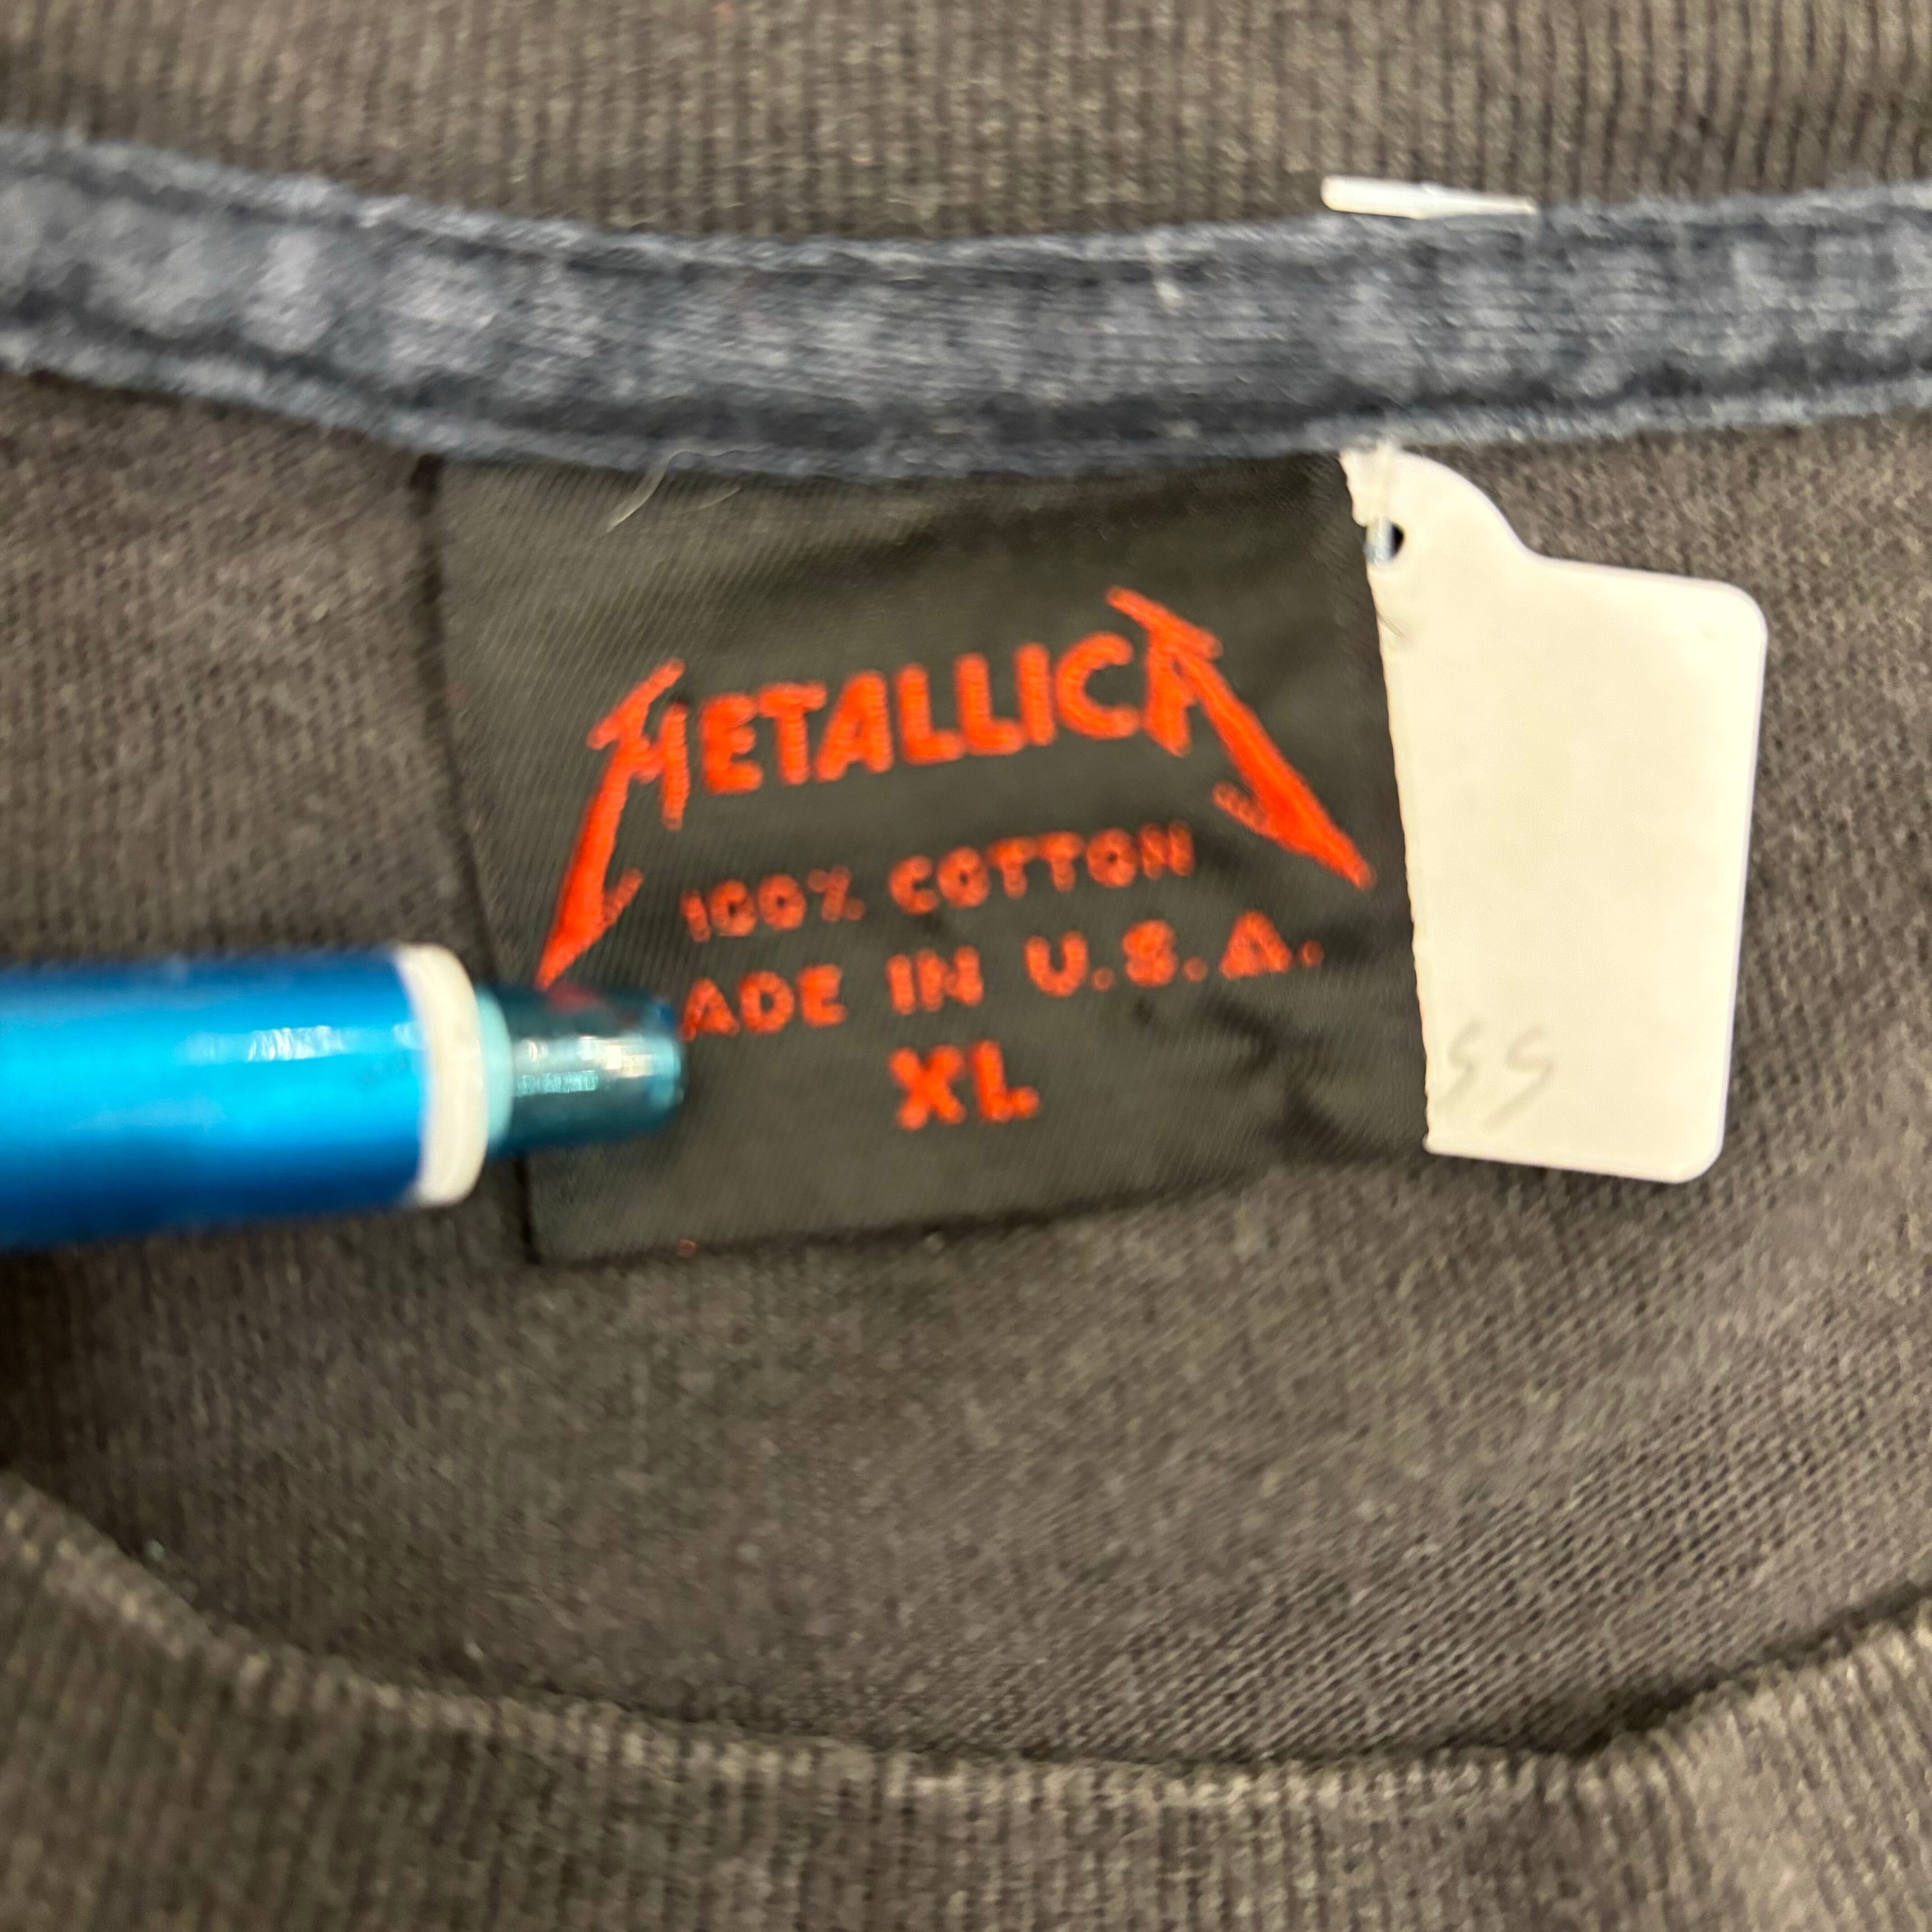 METALLICA
100% COTTON
ADE IN U.S.A.
XL